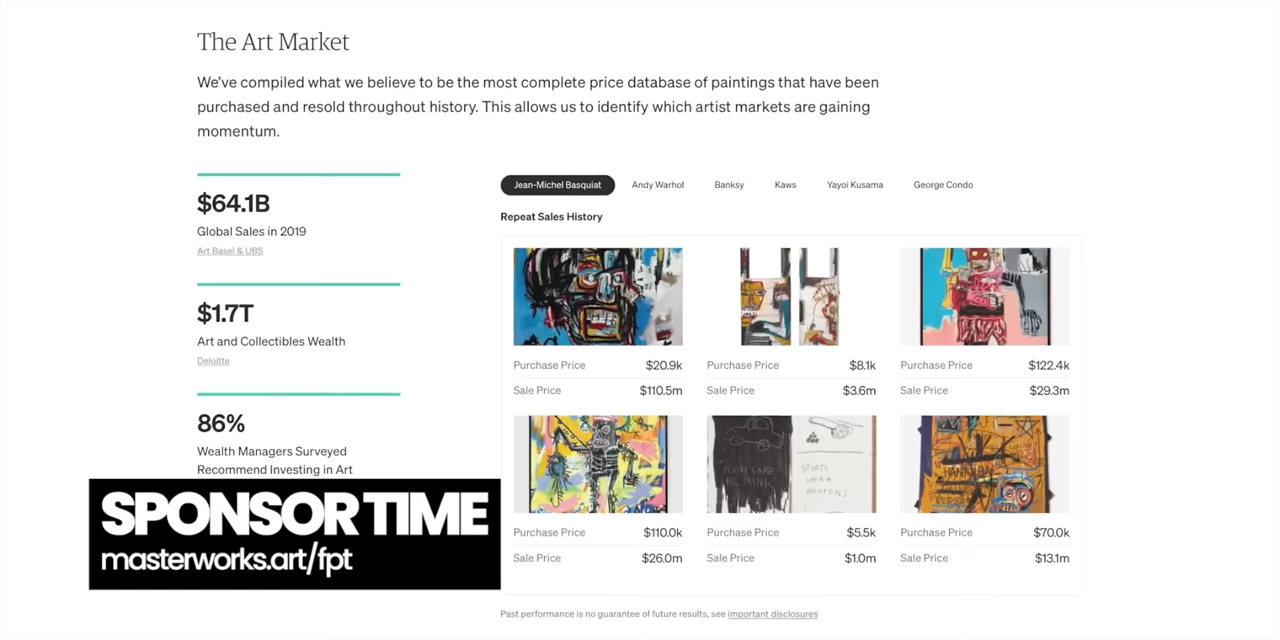 The Art Market
We've compiled what we believe to be the most complete price database of paintings that have been
purchased and resold throughout history. This allows us to identify which artist markets are gaining
momentum.
$64.1B
Global Sales in 2019
Art Basel & UBS
$1.7T
Art and Collectibles Wealth
Deloitte
86%
Wealth Managers Surveyed
Recommend Investing in Art
SPONSOR TIME
masterworks.art/fpt
Jean-Michel Basquiat Andy Warhol Banksy Kaws Yayoi Kusama George Condo
Repeat Sales History
Purchase Price $20.9k Purchase Price $8.1k Purchase Price $122.4k
Sale Price $110.5m Sale Price $3.6m Sale Price $29.3m
Purchase Price $110.0k Purchase Price $5.5k Purchase Price $70.0k
Sale Price $26.0m Sale Price $1.0m Sale Price $13.1m
Past performance is no guarantee of future results, see important disclosures